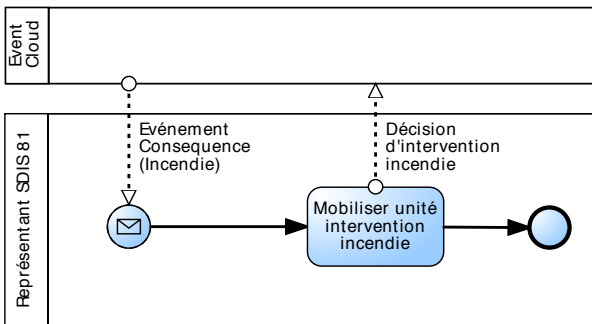 Event
Cloud
Evénement
Consequence
(Incendie)
Décision
d'intervention
incendie
Représentant SDIS 81
Mobiliser unité
intervention
incendie